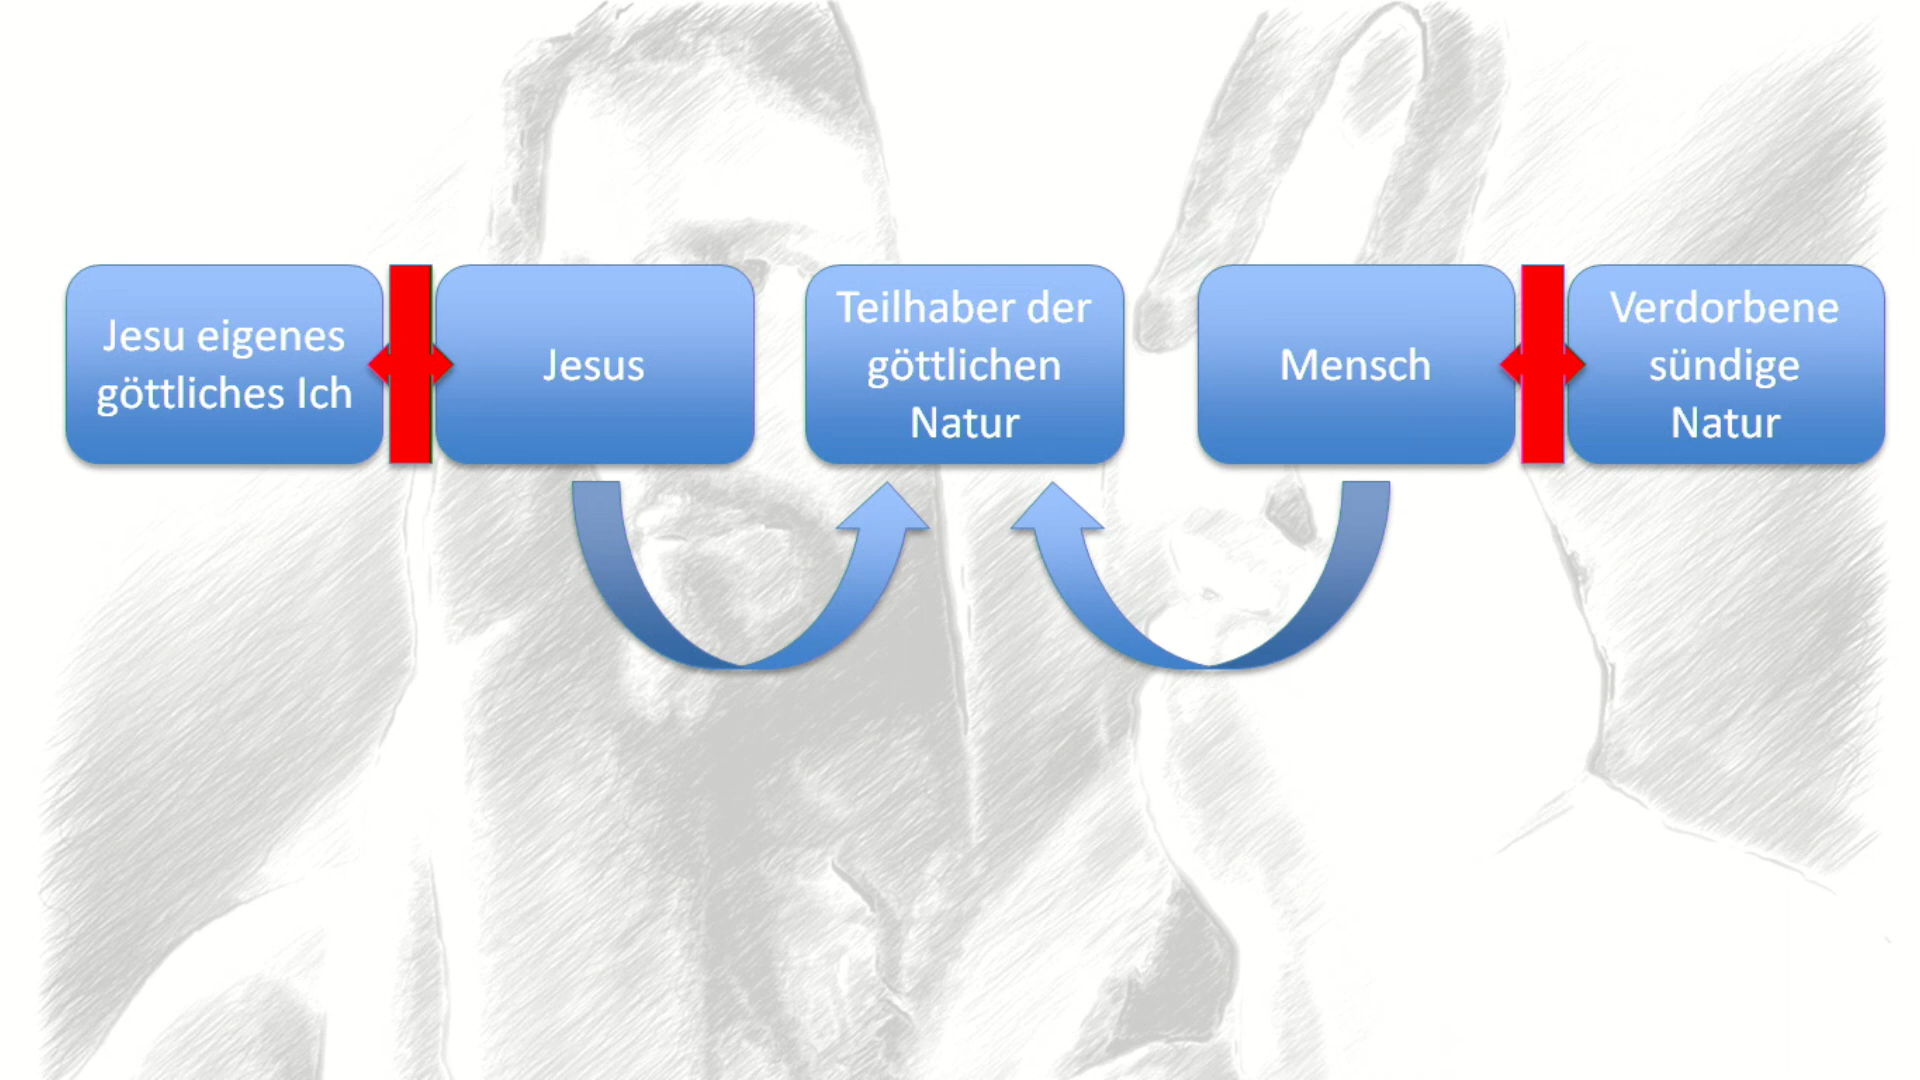 Jesu eigenes
göttliches Ich
Jesus
Teilhaber der
göttlichen
Natur
Mensch
Verdorbene
sündige
Natur